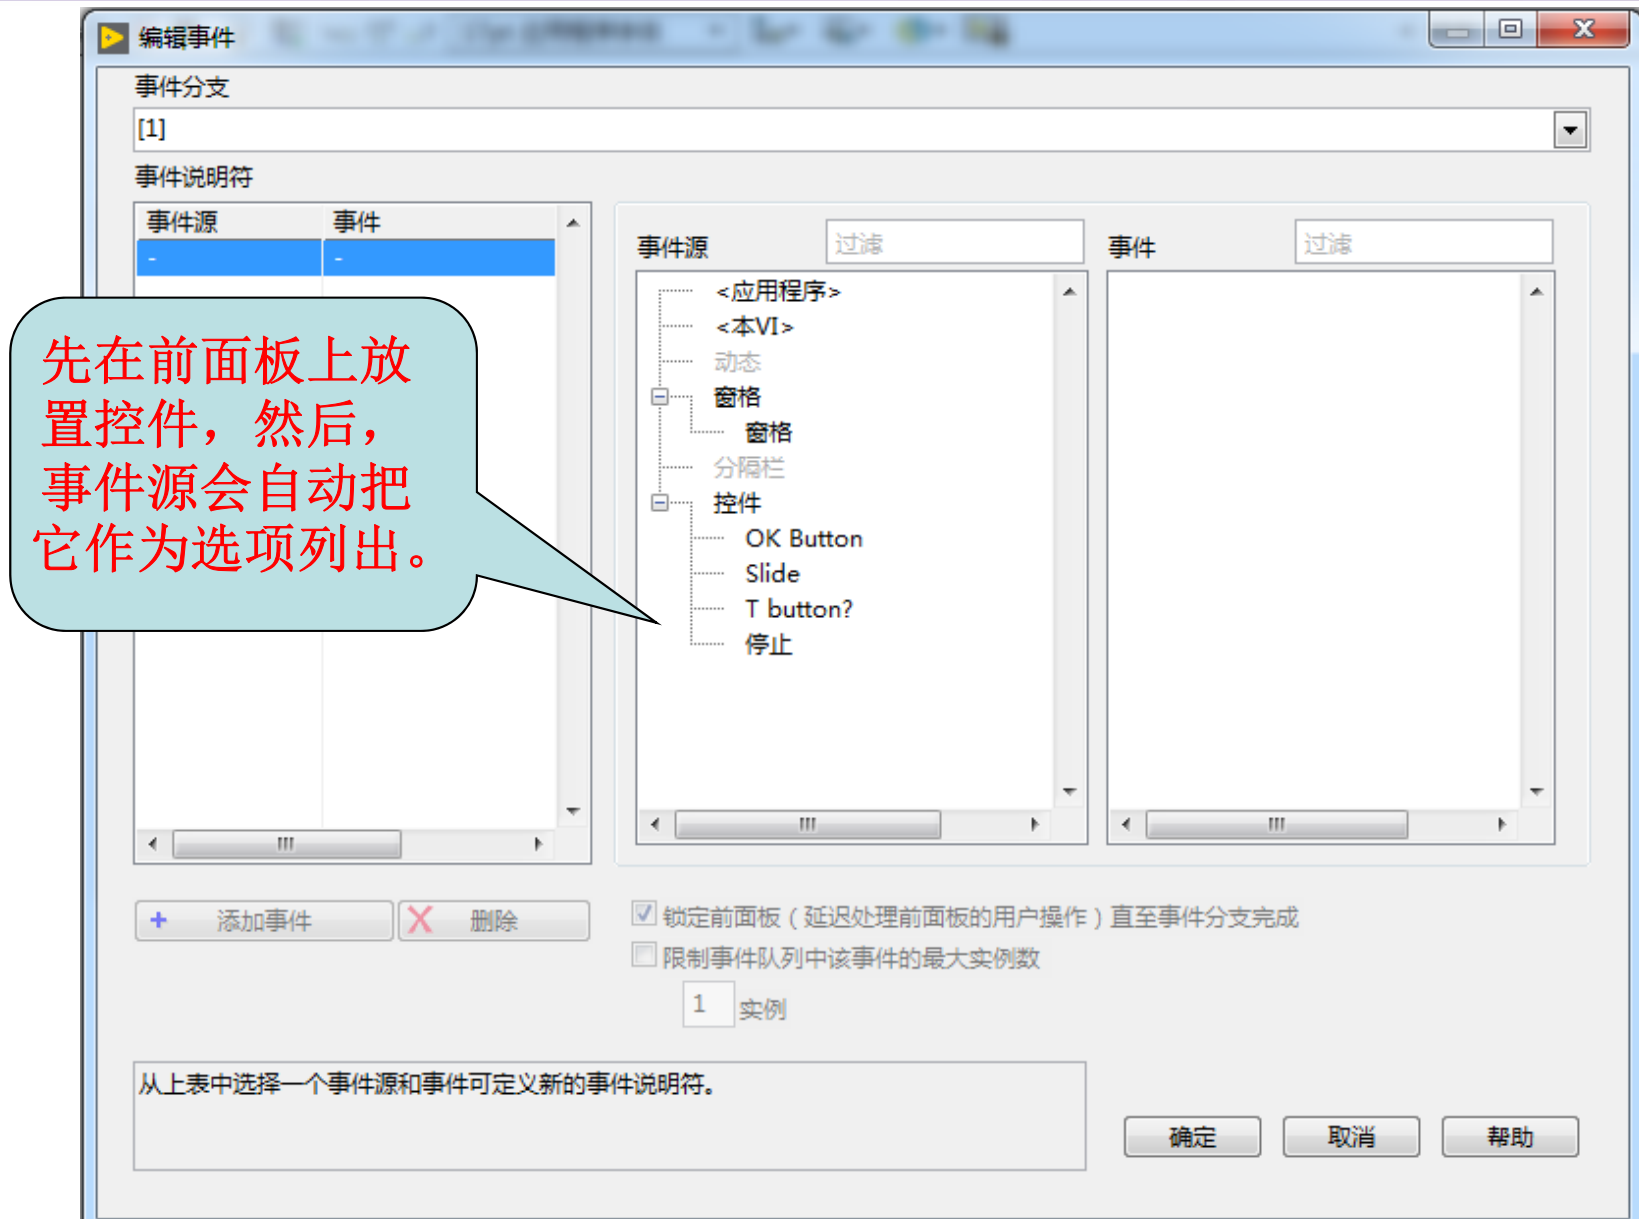 编辑事件
事件分支
[1]
事件说明符
事件源 事件
- -
事件源 过滤
<应用程序>
<本VI>
动态
窗格
窗格
分隔栏
控件
OK Button
Slide
T button?
停止
事件 过滤
先在前面板上放
置控件，然后，
事件源会自动把
它作为选项列出。
添加事件 删除
锁定前面板（延迟处理前面板的用户操作）直至事件分支完成
限制事件队列中该事件的最大实例数
1 实例
从上表中选择一个事件源和事件可定义新的事件说明符。
确定 取消 帮助